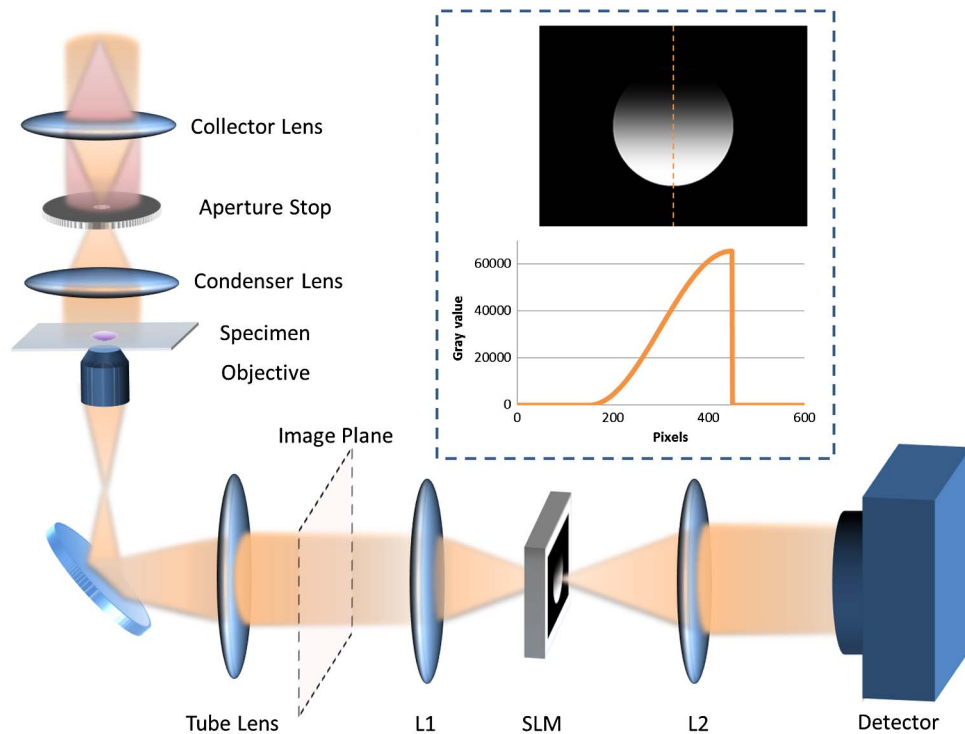 Collector Lens
Aperture Stop
Condenser Lens
Specimen
Objective
Image Plane
Tube Lens
L1
SLM
L2
Detector
Gray value
60000
40000
20000
0
0
200
400
600
Pixels